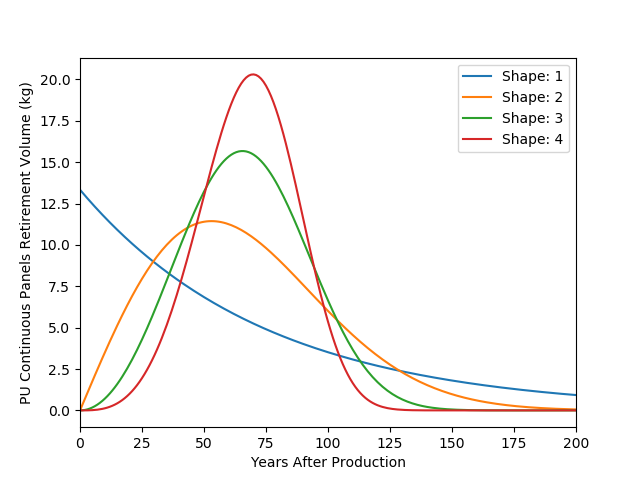 PU Continuous Panels Retirement Volume (kg)
20.0
17.5
15.0
12.5
10.0
7.5
5.0
2.5
0.0
Shape: 1
Shape: 2
Shape: 3
Shape: 4
0 25 50 75 100 125 150 175 200
Years After Production